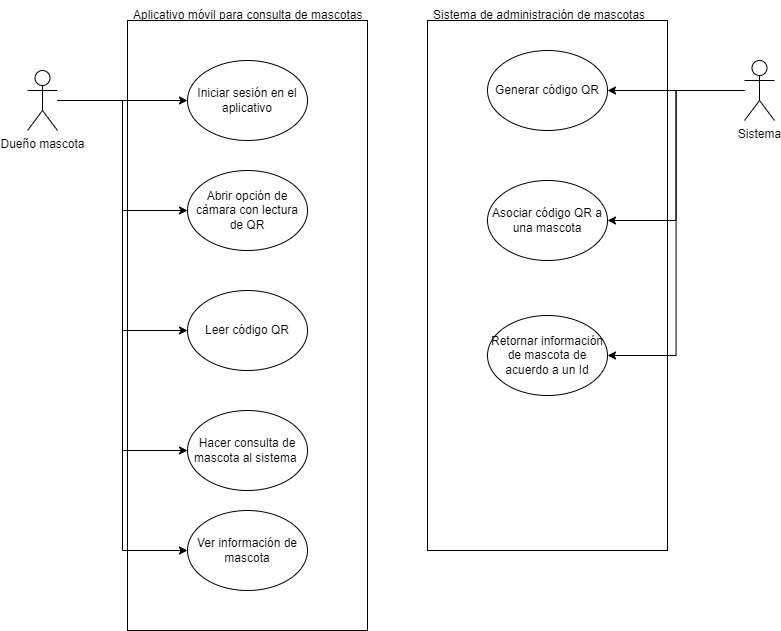 Aplicativo móvil para consulta de mascotas
Dueño mascota
Iniciar sesión en el
aplicativo
Abrir opción de
cámara con lectura
de QR
Leer código QR
Hacer consulta de
mascota al sistema
Ver información de
mascota
Sistema de administración de mascotas
Sistema
Generar código QR
Asociar código QR a
una mascota
Retornar información
de mascota de
acuerdo a un Id